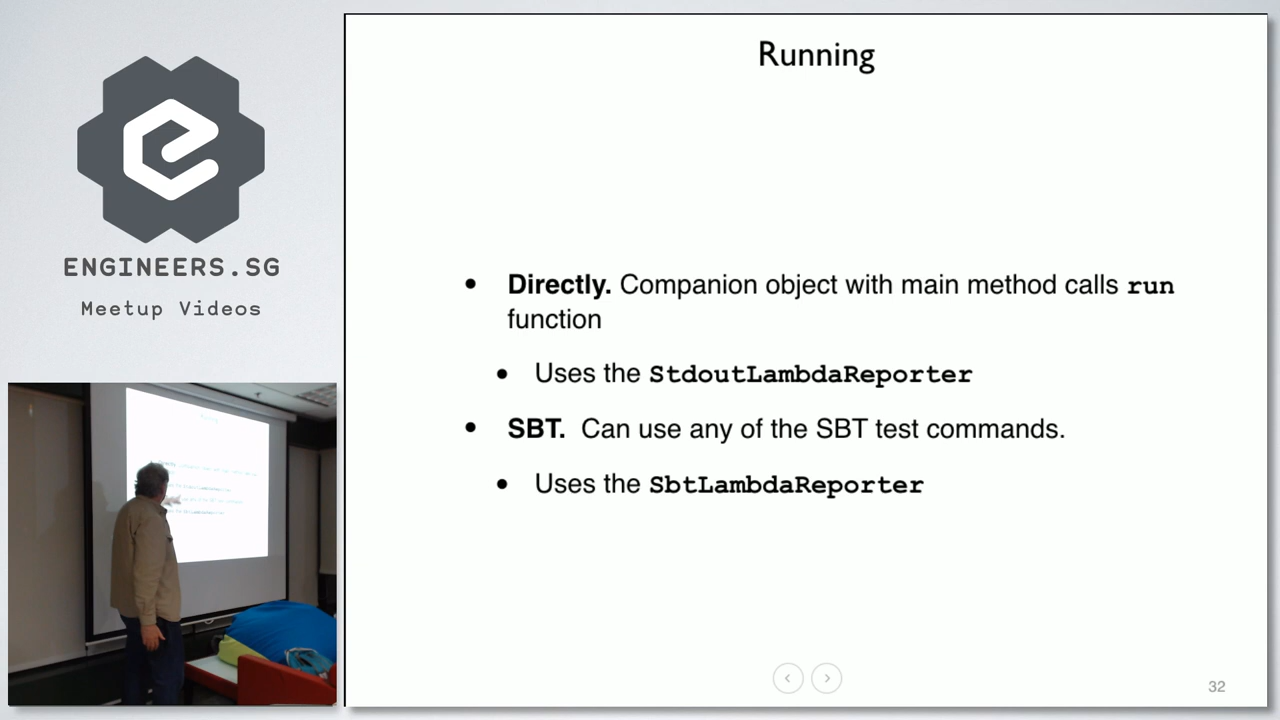 ENGINEERS.SG
Meetup Videos
Running
• Directly. Companion object with main method calls run
function
• Uses the StdoutLambdaReporter
• SBT. Can use any of the SBT test commands.
• Uses the SbtLambdaReporter
32